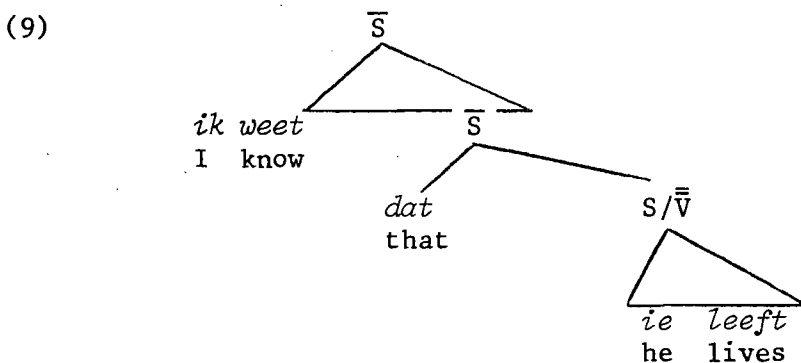 (9)
S̅
ik weet S̅
I know
dat S/V̿
that
ie leeft
he lives